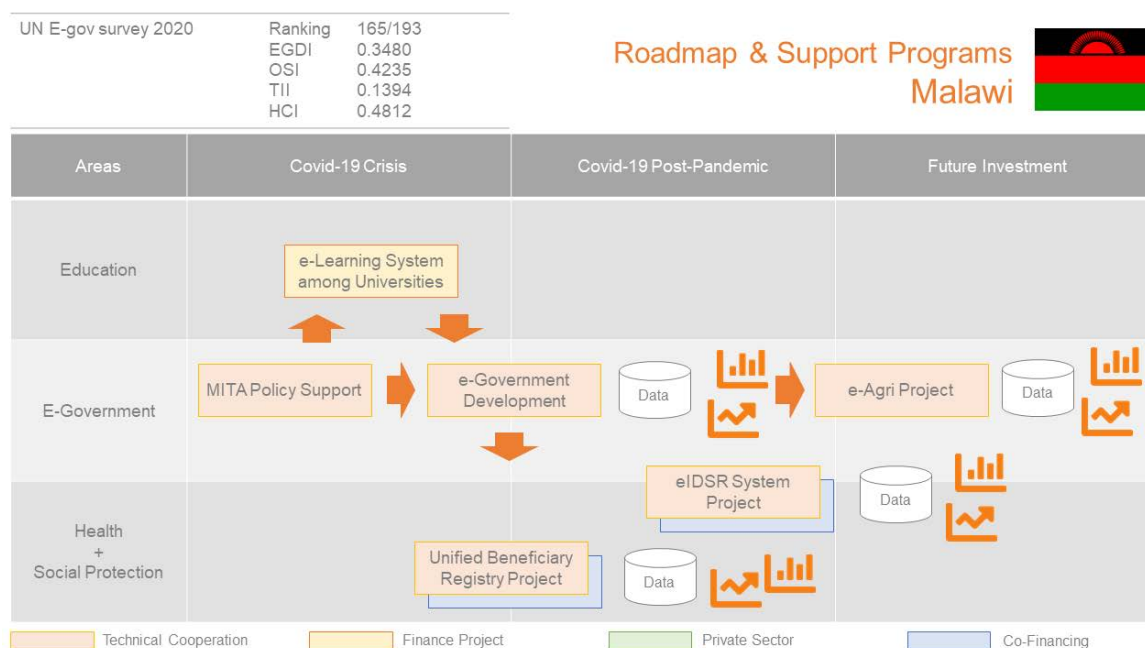 UN E-gov survey 2020
Ranking 165/193
EGDI 0.3480
OSI 0.4235
TII 0.1394
HCI 0.4812
Roadmap & Support Programs
Malawi
Areas
Covid-19 Crisis
Covid-19 Post-Pandemic
Future Investment
Education
e-Learning System
among Universities
E-Government
MITA Policy Support
e-Government
Development
Data
e-Agri Project
Data
Health
+
Social Protection
eIDSR System
Project
Data
Unified Beneficiary
Registry Project
Data
Technical Cooperation
Finance Project
Private Sector
Co-Financing